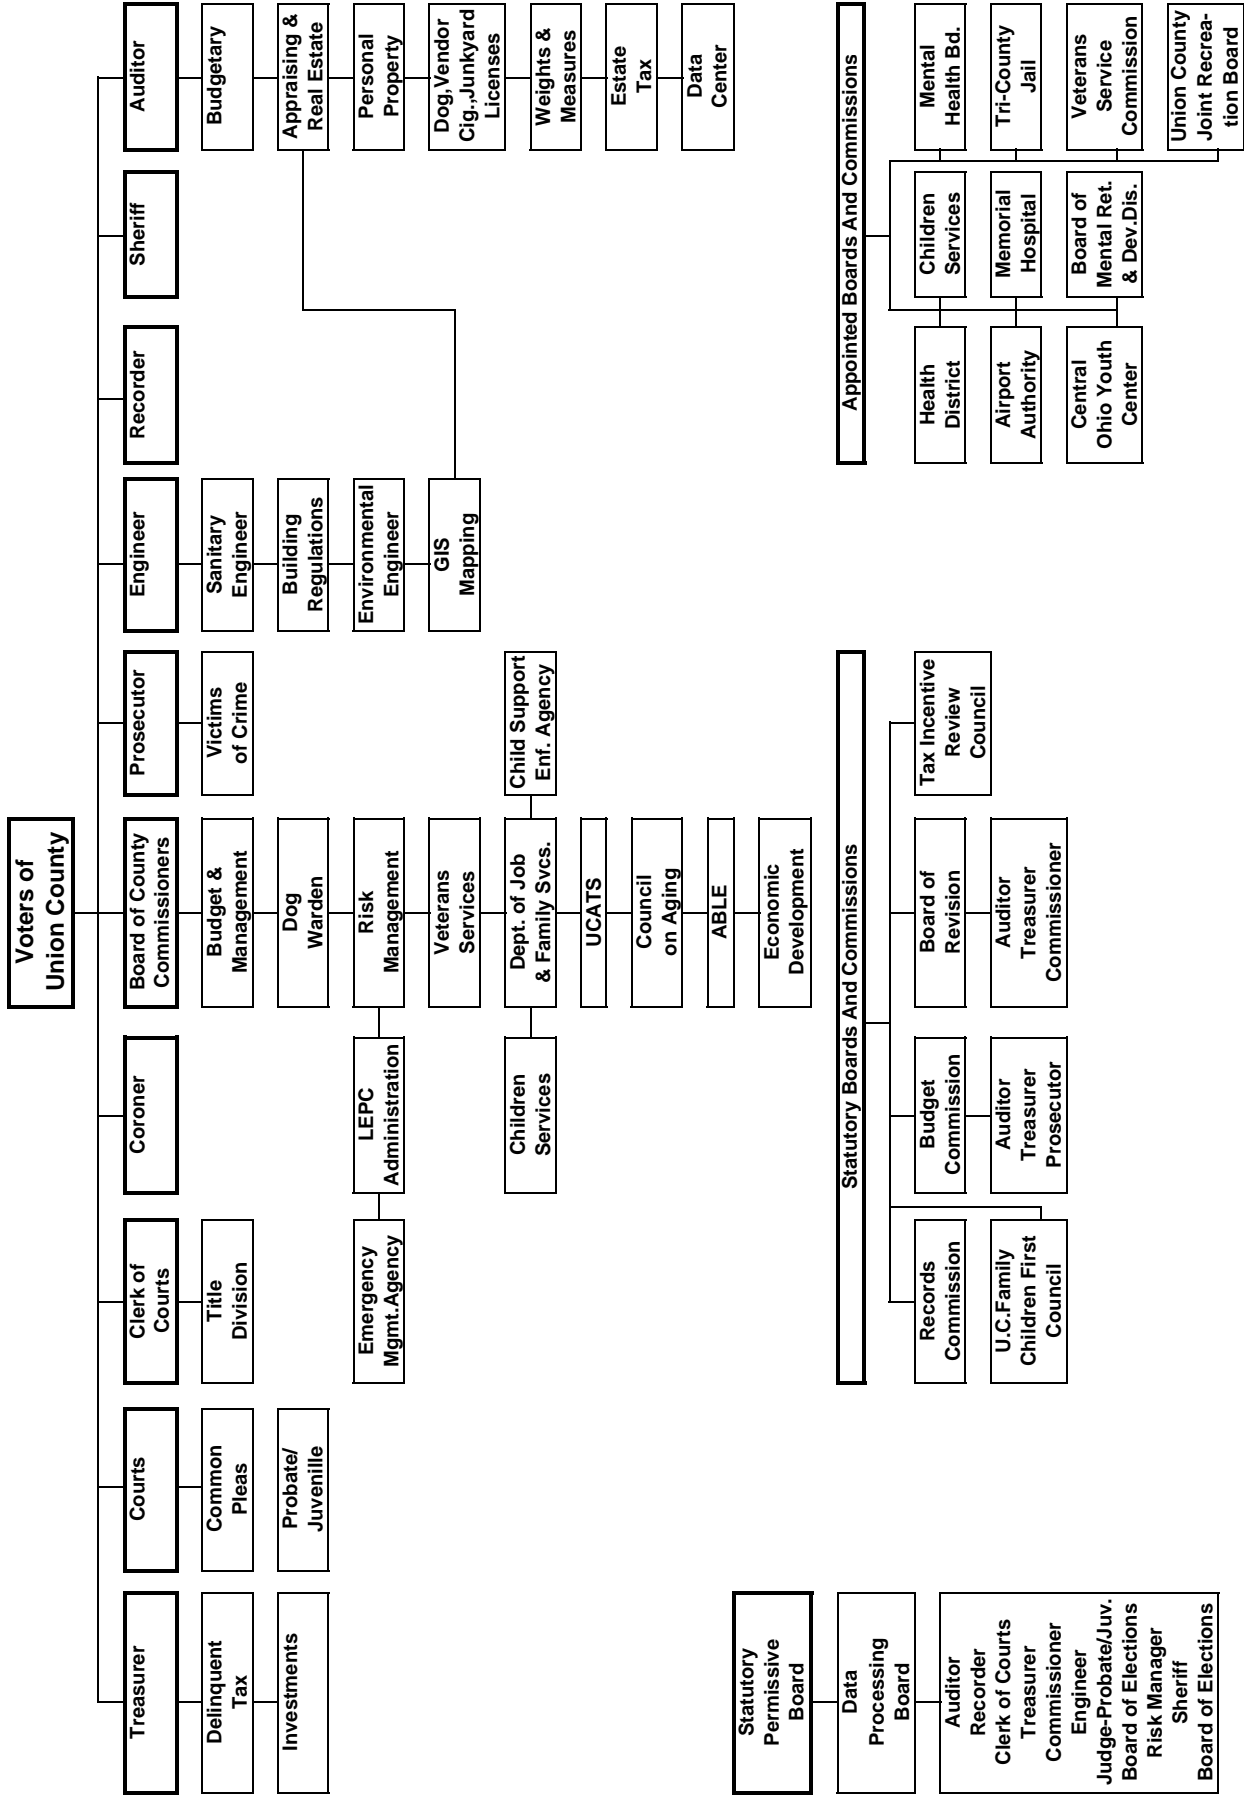 Voters of
Union County
Treasurer
Courts
Clerk of
Courts
Coroner
Board of County
Commissioners
Prosecutor
Engineer
Recorder
Sheriff
Auditor
Delinquent
Tax
Investments
Common
Pleas
Probate/
Juvenille
Title
Division
Budget &
Management
Dog
Warden
Risk
Management
LEPC
Administration
Emergency
Mgmt.Agency
Veterans
Services
Dept. of Job
& Family Svcs.
Children
Services
Child Support
Enf. Agency
UCATS
Council
on Aging
ABLE
Economic
Development
Victims
of Crime
Sanitary
Engineer
Building
Regulations
Environmental
Engineer
GIS
Mapping
Budgetary
Appraising &
Real Estate
Personal
Property
Dog,Vendor
Cig.,Junkyard
Licenses
Weights &
Measures
Estate
Tax
Data
Center
Statutory
Permissive
Board
Data
Processing
Board
Auditor
Recorder
Clerk of Courts
Treasurer
Commissioner
Engineer
Judge-Probate/Juv.
Board of Elections
Risk Manager
Sheriff
Board of Elections
Statutory Boards And Commissions
Records
Commission
U.C.Family
Children First
Council
Budget
Commission
Auditor
Treasurer
Prosecutor
Board of
Revision
Auditor
Treasurer
Commissioner
Tax Incentive
Review
Council
Appointed Boards And Commissions
Health
District
Children
Services
Mental
Health Bd.
Airport
Authority
Memorial
Hospital
Tri-County
Jail
Central
Ohio Youth
Center
Board of
Mental Ret.
& Dev.Dis.
Veterans
Service
Commission
Union County
Joint Recrea-
tion Board